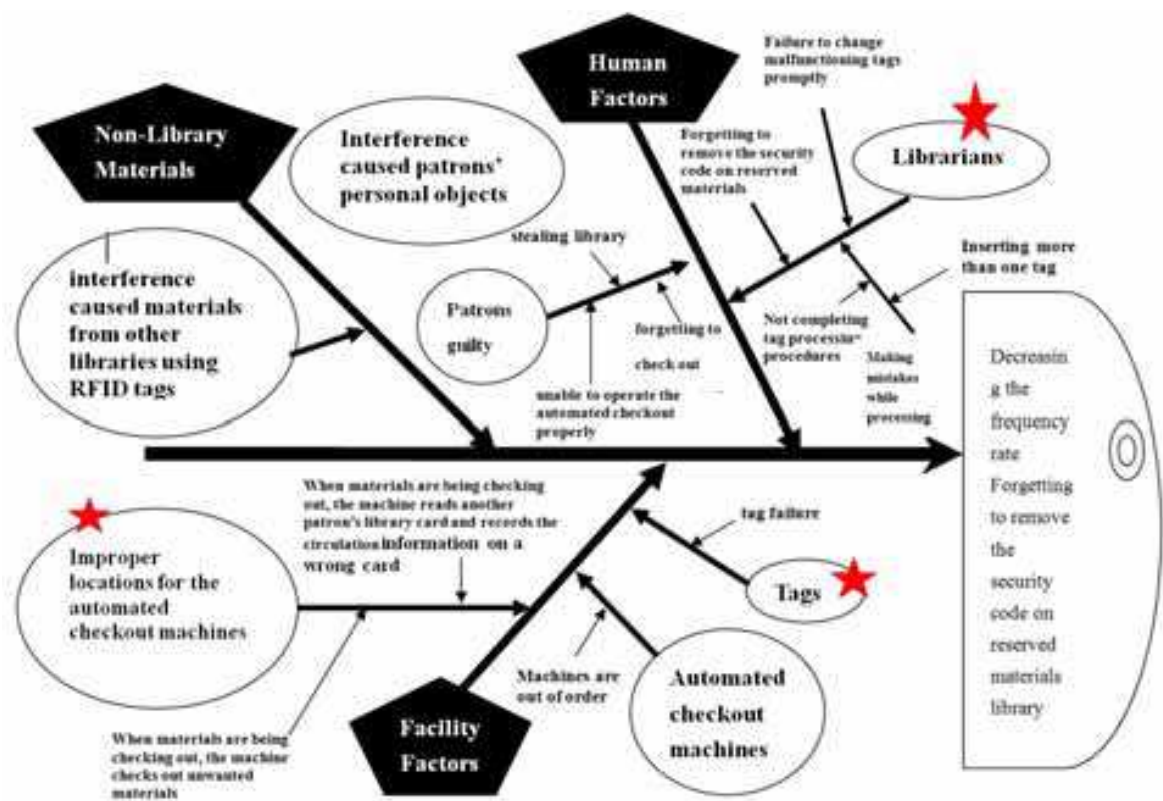 Human
Factors
Failure to change
malfunctioning tags
promptly
Non-Library
Materials
Interference
caused patrons'
personal objects
Forgetting to
remove the security
code on reserved
materials
Librarians
stealing library
Inserting more
than one tag
interference
caused materials
from other
libraries using
RFID tags
Patrons
guilty
forgetting to
check out
unable to operate the
automated checkout
properly
Not completing
tag processin
procedures
Making
mistakes
while
processing
Decreasin
g the
frequency
rate
Forgetting
to remove
the
security
code on
reserved
materials
library
When materials are being checking
out, the machine reads another
patron's library card and records the
circulation information on a
wrong card
tag failure
Improper
locations for the
automated
checkout machines
Tags
Machines are
out of order
Automated
checkout
machines
Facility
Factors
When materials are being
checking out, the machine
checks out unwanted
materials